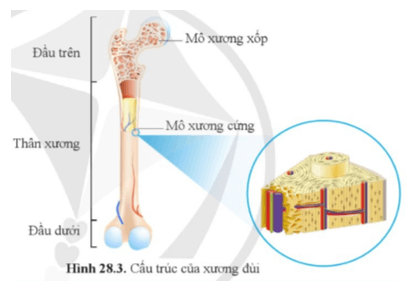 Đầu trên
Mô xương xốp
Mô xương cứng
Thân xương
Đầu dưới
Hình 28.3. Cấu trúc của xương đùi